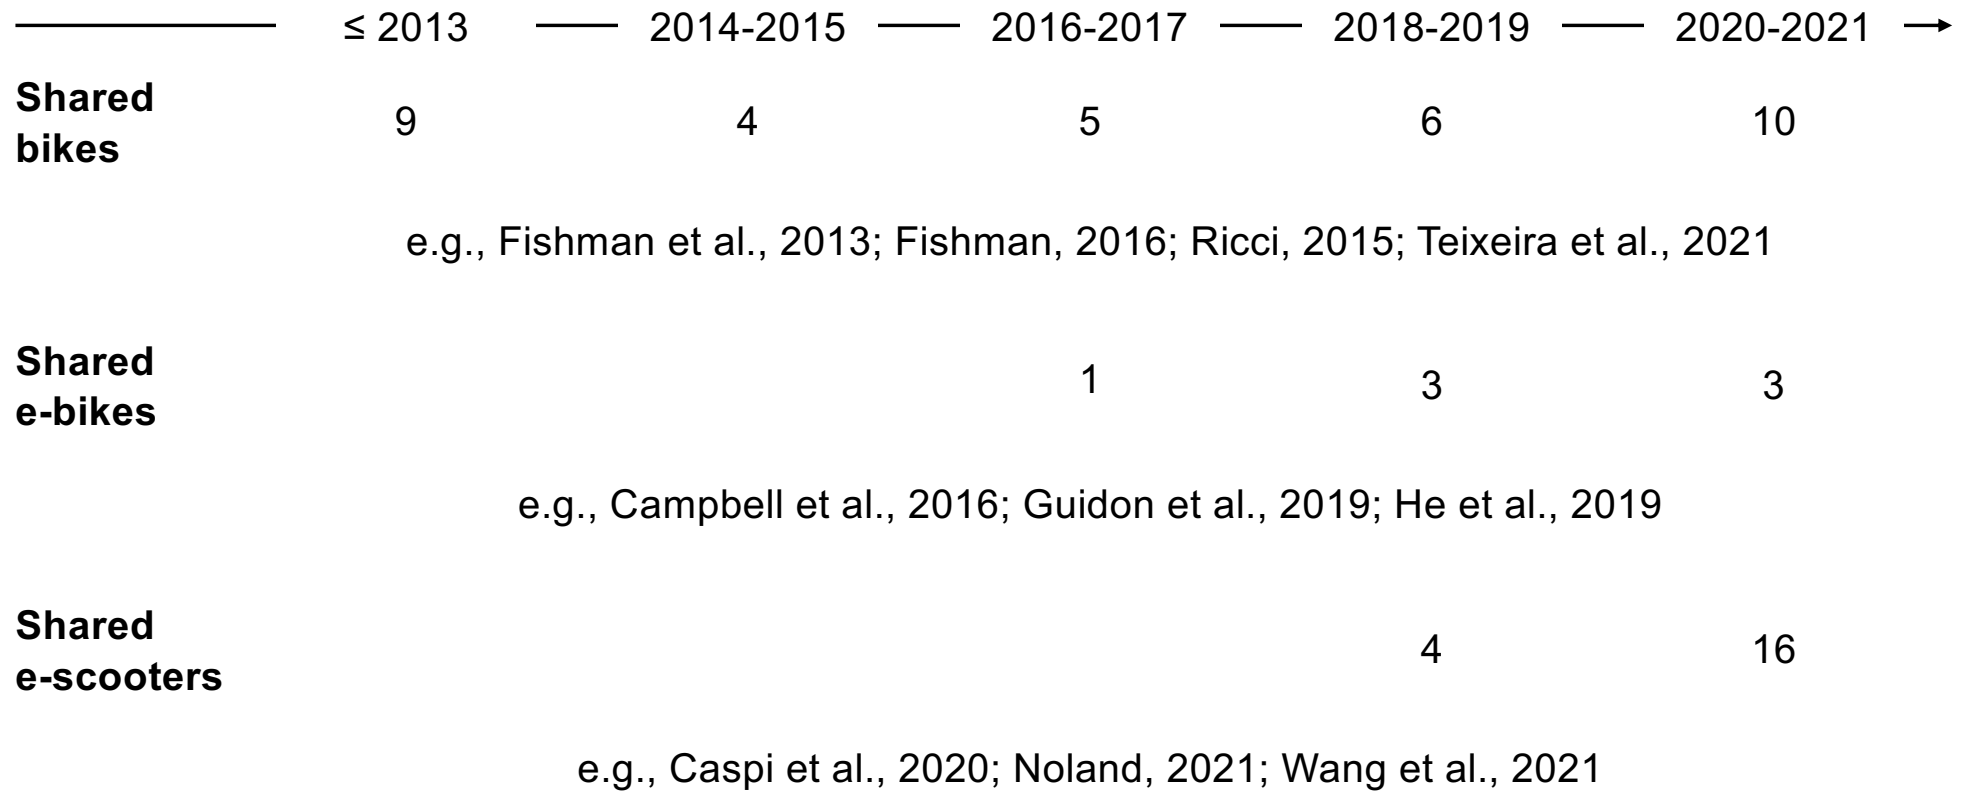 ≤ 2013 2014-2015 2016-2017 2018-2019 2020-2021
Shared
bikes
9 4 5 6 10
e.g., Fishman et al., 2013; Fishman, 2016; Ricci, 2015; Teixeira et al., 2021
Shared
e-bikes
1 3 3
e.g., Campbell et al., 2016; Guidon et al., 2019; He et al., 2019
Shared
e-scooters
4 16
e.g., Caspi et al., 2020; Noland, 2021; Wang et al., 2021